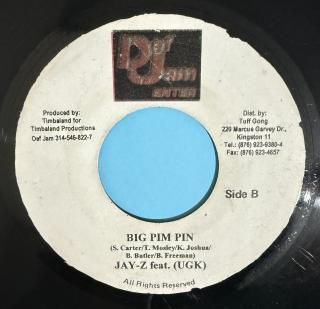 Def
Jam
ENTER
Produced by:
Timbaland for
Timbaland Productions
Def Jam 314-546-822-7
Dist. by:
Tuff Gong
220 Marcus Garvey Dr.,
Kingston 11
Tel.: (876) 923-9380-4
Fax: (876) 923-4657
Side B
BIG PIM PIN
(S. Carter/T. Mosley/K. Joshua/
B. Butler/B. Freeman)
JAY-Z feat. (UGK)
All Rights Reserved